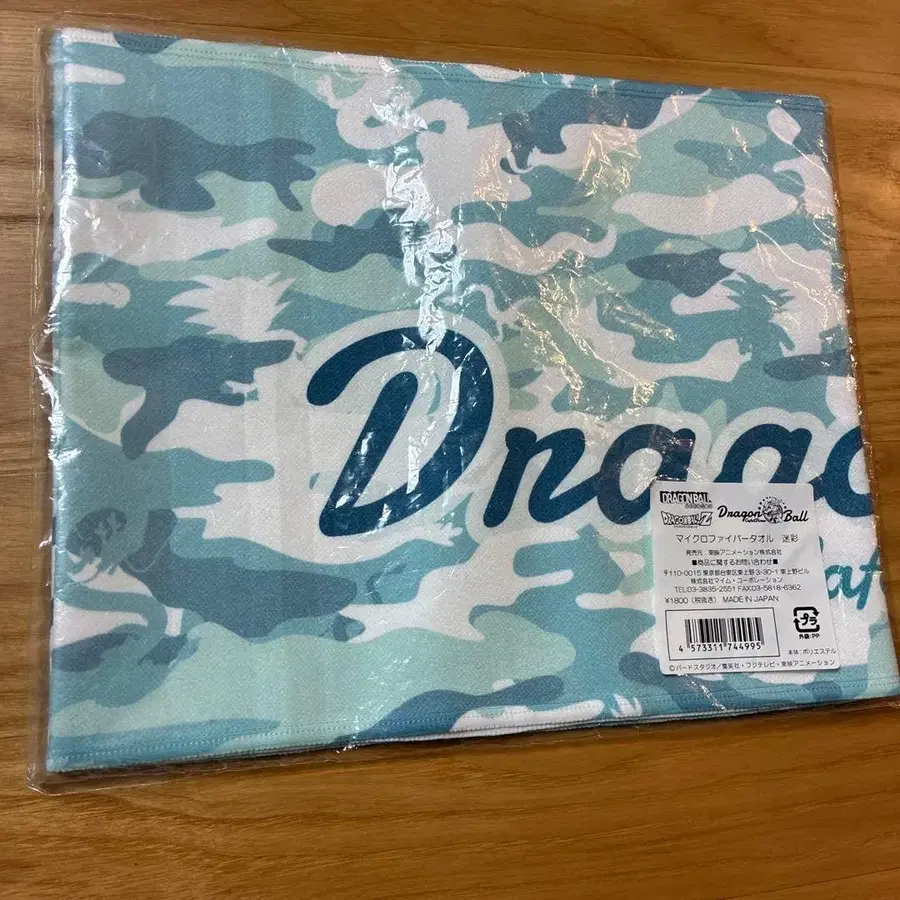 Drago
af
DRAGONBALL
DRAGONBALL Z
Dragon Ball
マイクロファイバータオル 迷彩
発売元:東映アニメーション株式会社
■商品に関するお問い合わせ■
〒110-0015 東京都台東区東上野3-30-1 東上野ビル
株式会社マイム・コーポレーション
TEL.03-3835-2551 FAX.03-5818-6362
¥1800(税抜き) MADE IN JAPAN
4 573311 744995
プラ
外袋:PP
本体:ポリエステル
©バードスタジオ/集英社・フジテレビ・東映アニメーション